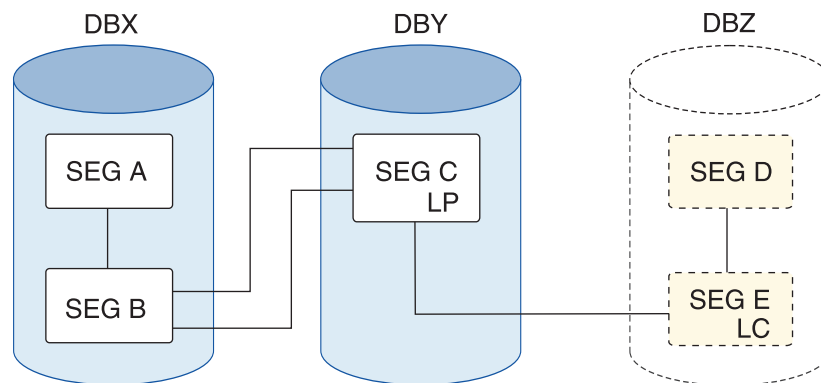 DBX
DBY
DBZ
SEG A
SEG C
LP
SEG D
SEG B
SEG E
LC